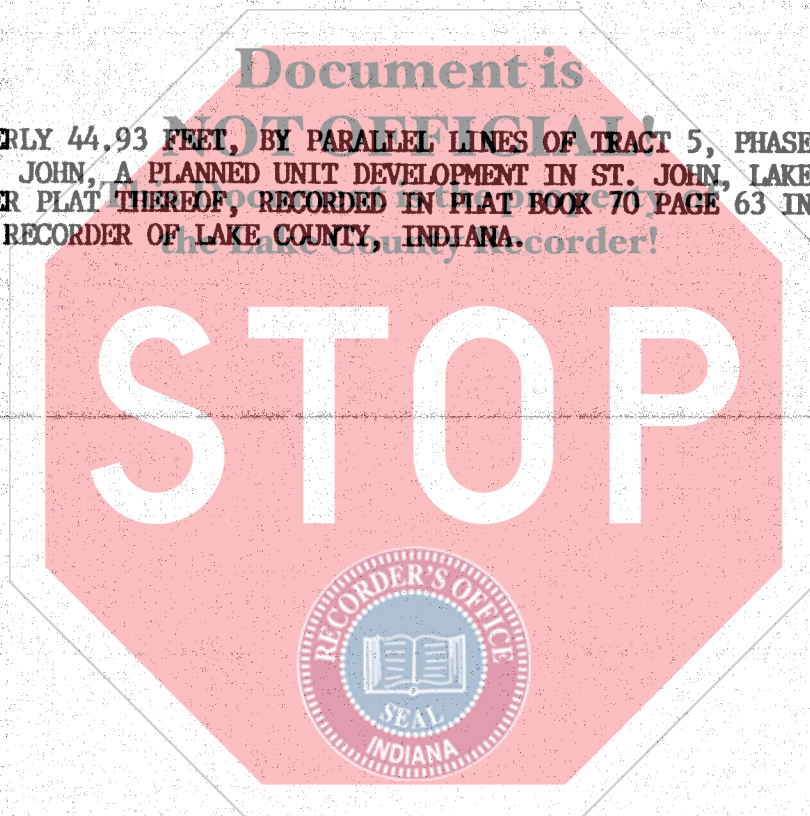 Document is
NOT OFFICIAL!
This Document is the property of
the Lake County Recorder!
ERLY 44.93 FEET, BY PARALLEL LINES OF TRACT 5, PHASE
JOHN, A PLANNED UNIT DEVELOPMENT IN ST. JOHN, LAKE
ER PLAT THEREOF, RECORDED IN PLAT BOOK 70 PAGE 63 IN
RECORDER OF LAKE COUNTY, INDIANA.
STOP
RECORDER'S OFFICE
SEAL
INDIANA